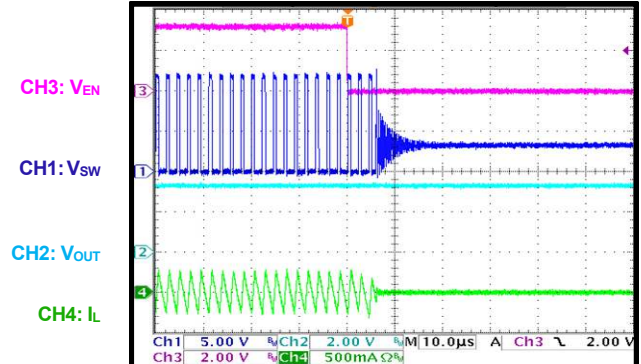 T
CH3: VEN
3
CH1: VSW
1
CH2: VOUT
2
CH4: IL
4
Ch1 5.00 V Ch2 2.00 V M 10.0µs A Ch3 2.00 V
Ch3 2.00 V Ch4 500mA Ω